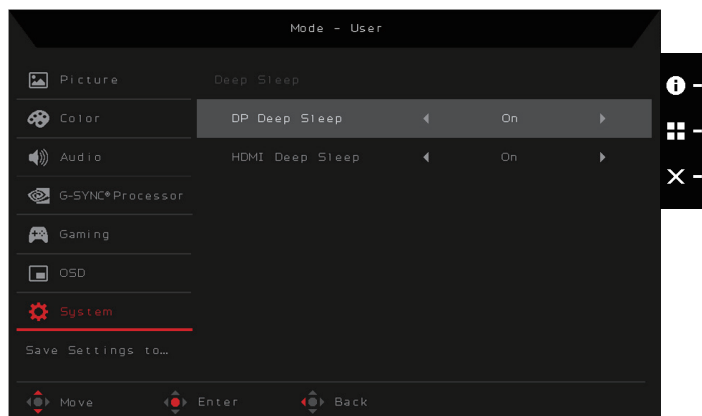 Mode - User
Picture
Deep Sleep
Color
DP Deep Sleep
On
Audio
HDMI Deep Sleep
On
G-SYNC® Processor
Gaming
OSD
System
Save Settings to…
Move
Enter
Back